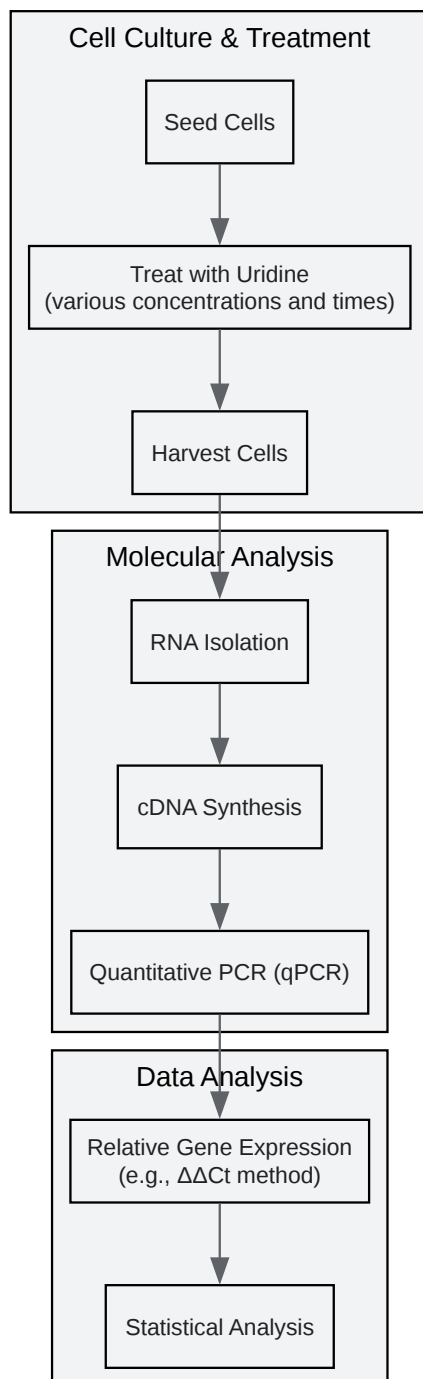 Cell Culture & Treatment
Seed Cells
Treat with Uridine
(various concentrations and times)
Harvest Cells
Molecular Analysis
RNA Isolation
cDNA Synthesis
Quantitative PCR (qPCR)
Data Analysis
Relative Gene Expression
(e.g., ΔΔCt method)
Statistical Analysis